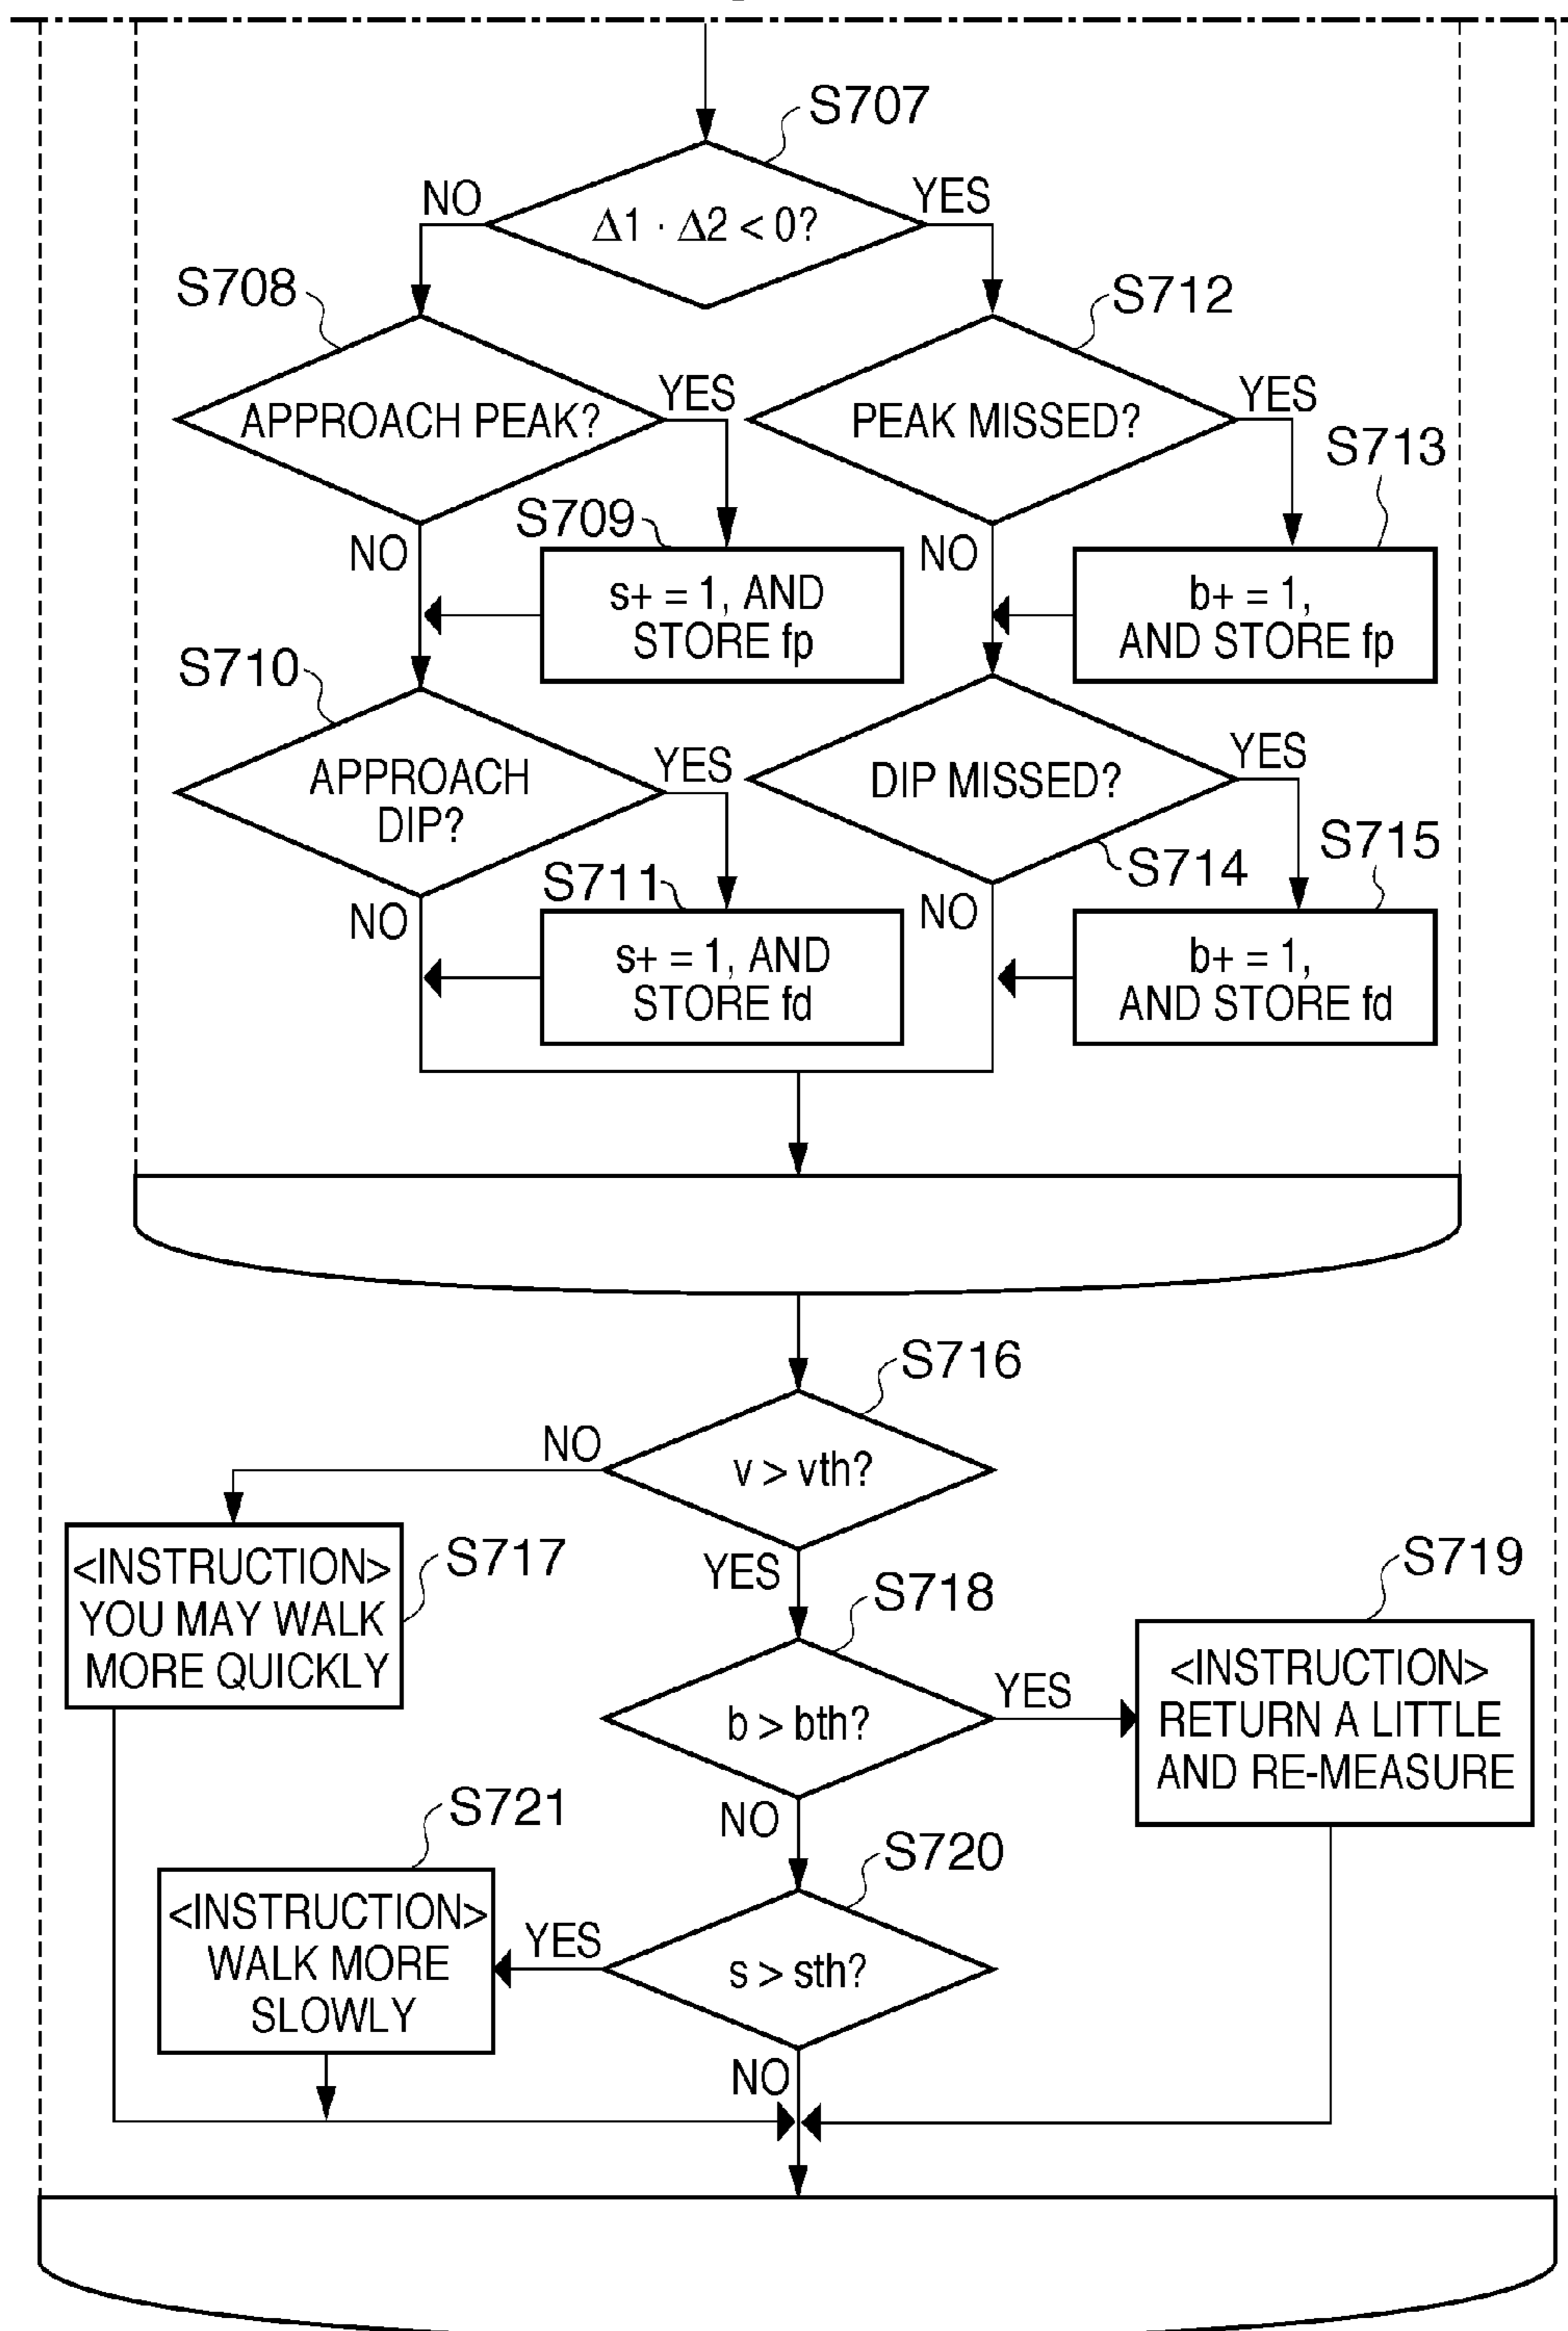 S707
NO
YES
Δ1 · Δ2 < 0?
S708
S712
APPROACH PEAK?
YES
PEAK MISSED?
YES
S713
S709
NO
NO
s+ = 1, AND
STORE fp
b+ = 1,
AND STORE fp
S710
APPROACH
DIP?
YES
DIP MISSED?
YES
S714
S715
S711
NO
NO
s+ = 1, AND
STORE fd
b+ = 1,
AND STORE fd
S716
NO
v > vth?
<INSTRUCTION>
YOU MAY WALK
MORE QUICKLY
S717
YES
S718
S719
b > bth?
YES
<INSTRUCTION>
RETURN A LITTLE
AND RE-MEASURE
S721
NO
S720
<INSTRUCTION>
WALK MORE
SLOWLY
YES
s > sth?
NO